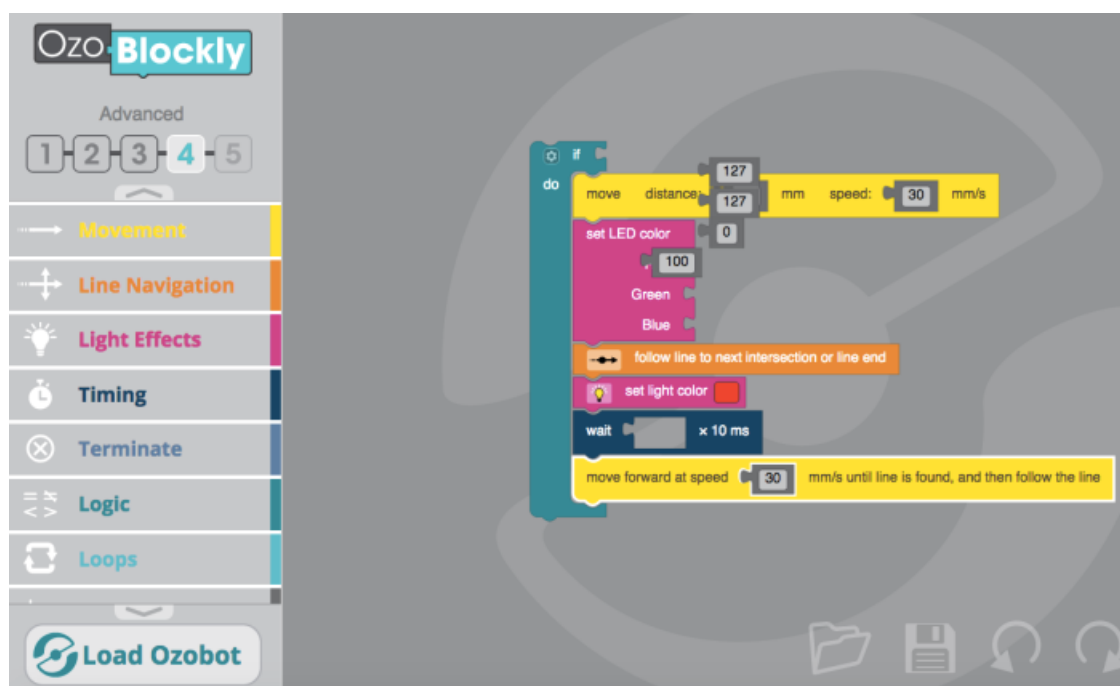 Ozo Blockly
Advanced
1 2 3 4 5
Movement
Line Navigation
Light Effects
Timing
Terminate
Logic
Loops
Load Ozobot
if
do
127
move distance: mm speed: 30 mm/s
127
set LED color 0
100
Green
Blue
follow line to next intersection or line end
set light color
wait × 10 ms
move forward at speed 30 mm/s until line is found, and then follow the line